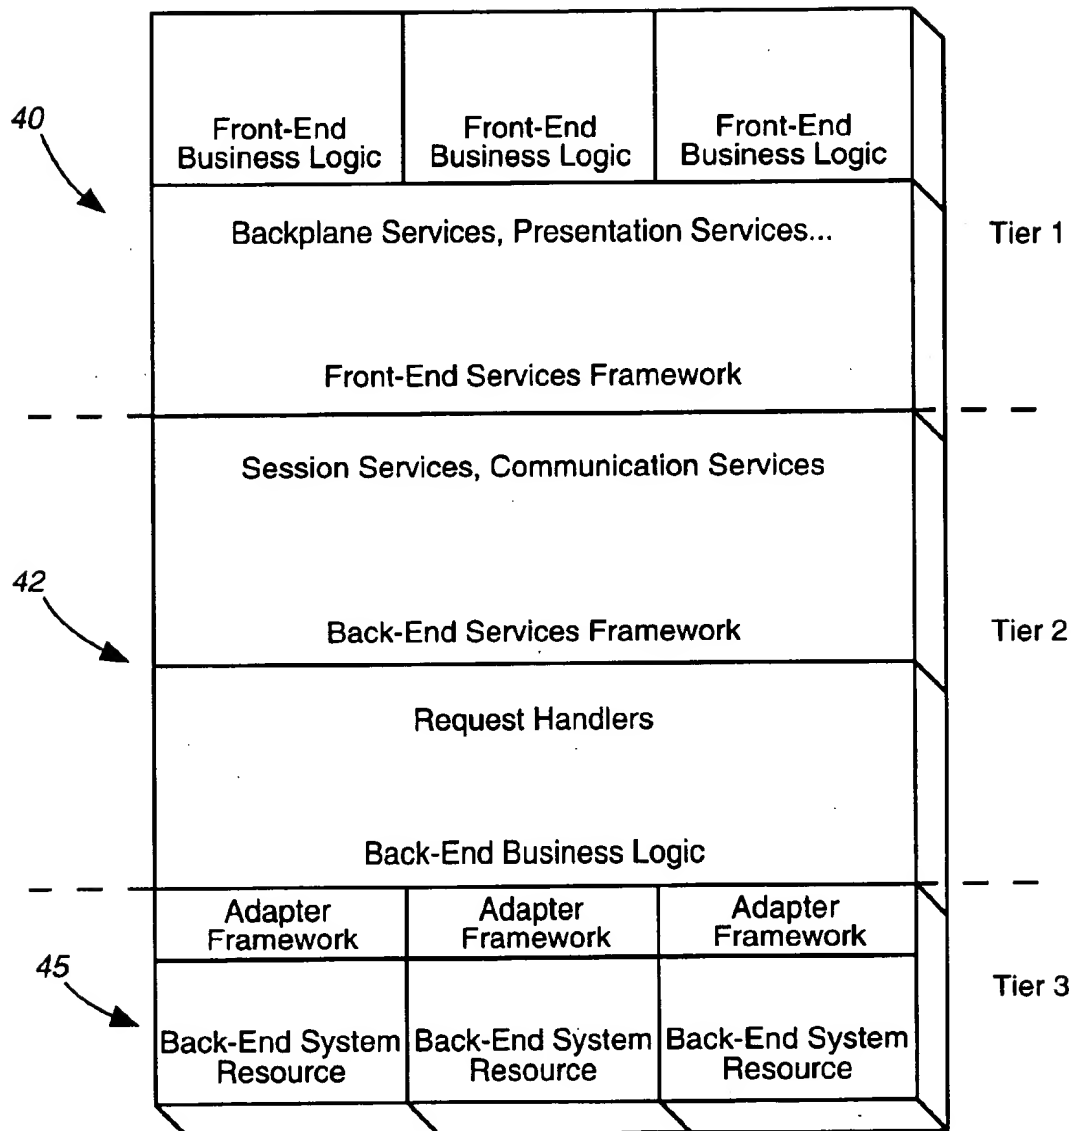 40
Front-End
Business Logic
Front-End
Business Logic
Front-End
Business Logic
Backplane Services, Presentation Services...
Tier 1
Front-End Services Framework
Session Services, Communication Services
42
Back-End Services Framework
Tier 2
Request Handlers
Back-End Business Logic
Adapter
Framework
Adapter
Framework
Adapter
Framework
45
Tier 3
Back-End System
Resource
Back-End System
Resource
Back-End System
Resource